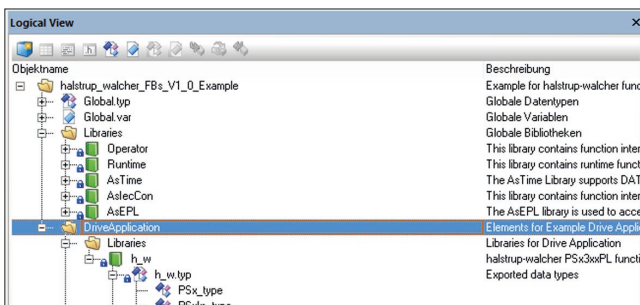 Logical View
Objektname Beschreibung
halstrup_walcher_FBs_V1_0_Example Example for halstrup-walcher func
Global.typ Globale Datentypen
Global.var Globale Variablen
Libraries Globale Bibliotheken
Operator This library contains function inter
Runtime This library contains runtime funct
AsTime The AsTime Library supports DAT
AsIecCon This library contains function inter
AsEPL The AsEPL library is used to acce
DriveApplication Elements for Example Drive Appli
Libraries Libraries for Drive Application
h_w halstrup-walcher PSx3xxPL functi
h_w.typ Exported data types
PSx_type